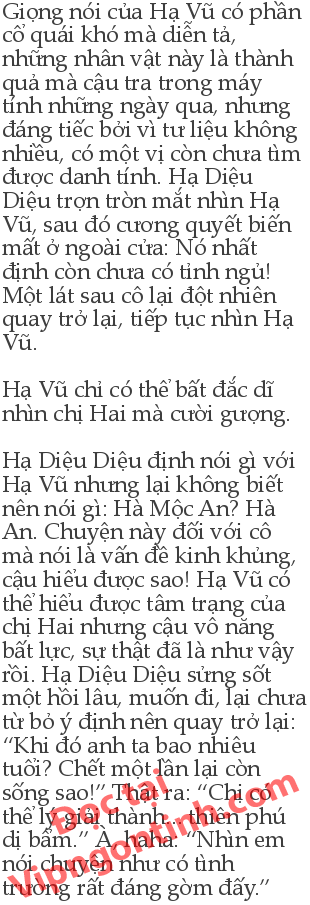 Giọng nói của Hạ Vũ có phần
cổ quái khó mà diễn tả,
những nhân vật này là thành
quả mà cậu tra trong máy
tính những ngày qua, nhưng
đáng tiếc bởi vì tư liệu không
nhiều, có một vị còn chưa tìm
được danh tính. Hạ Diệu
Diệu trợn tròn mắt nhìn Hạ
Vũ, sau đó cương quyết biến
mất ở ngoài cửa: Nó nhất
định còn chưa có tỉnh ngủ!
Một lát sau cô lại đột nhiên
quay trở lại, tiếp tục nhìn Hạ
Vũ.

Hạ Vũ chỉ có thể bất đắc dĩ
nhìn chị Hai mà cười gượng.

Hạ Diệu Diệu định nói gì với
Hạ Vũ nhưng lại không biết
nên nói gì: Hà Mộc An? Hà
An. Chuyện này đối với cô
mà nói là vấn đề kinh khủng,
cậu hiểu được sao! Hạ Vũ có
thể hiểu được tâm trạng của
chị Hai nhưng cậu vô năng
bất lực, sự thật đã là như vậy
rồi. Hạ Diệu Diệu sửng sốt
một hồi lâu, muốn đi, lại chưa
từ bỏ ý định nên quay trở lại:
“Khi đó anh ta bao nhiêu
tuổi? Chết một lần lại còn
sống sao!” Thật ra: “Chị có
thể lý giải thành... thiên phú
dị bẩm.” À, haha: “Nhìn em
nói chuyện như có tình
trường rất đáng gờm đấy.”
Đọc tại
Vipngontinh.com